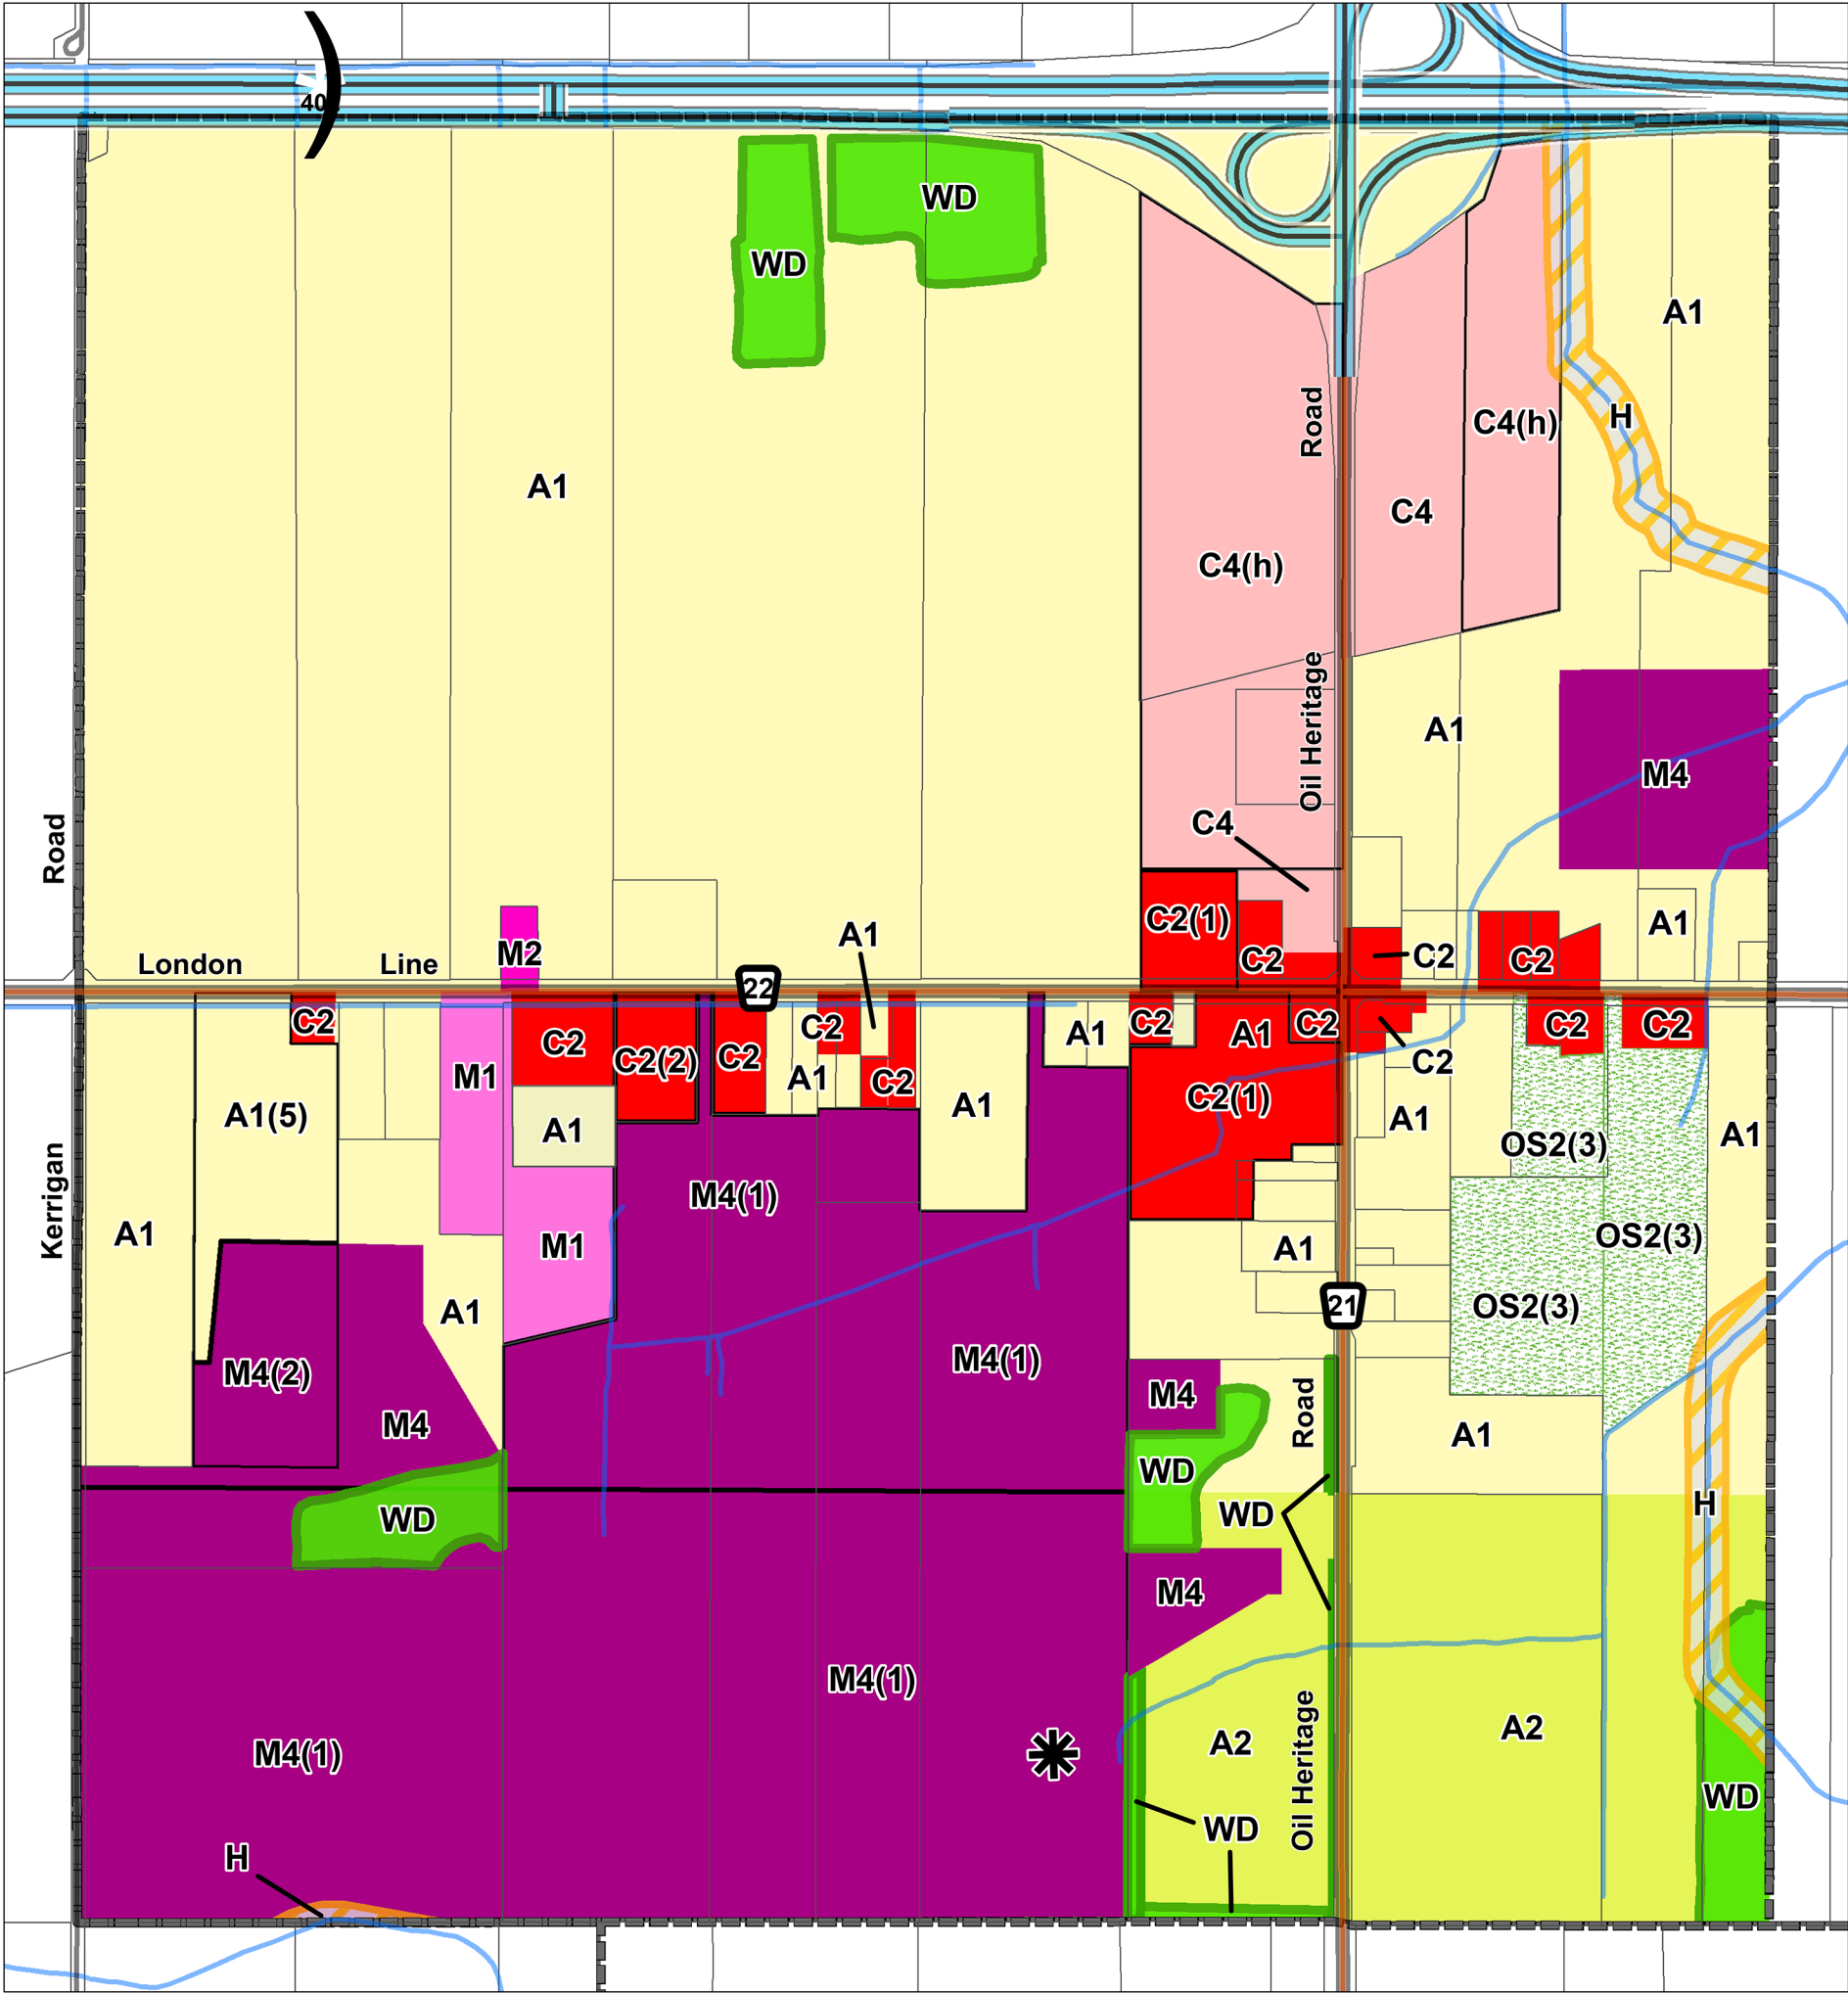 40
WD
WD
A1
H
C4(h)
Road
A1
C4
C4(h)
Oil Heritage
A1
M4
C4
Road
C2(1)
A1
A1
London
Line
M2
C2
C2
C2
22
C2
C2
C2
C2
A1
A1
C2
C2
C2
M1
C2(2)
C2
C2
A1
C2
A1
C2(1)
A1
A1(5)
A1
A1
OS2(3)
Kerrigan
A1
M4(1)
OS2(3)
M1
A1
A1
21
OS2(3)
M4(2)
M4(1)
M4
M4
Road
A1
WD
WD
WD
H
M4
M4(1)
M4(1)
A2
Oil Heritage
A2
WD
WD
H